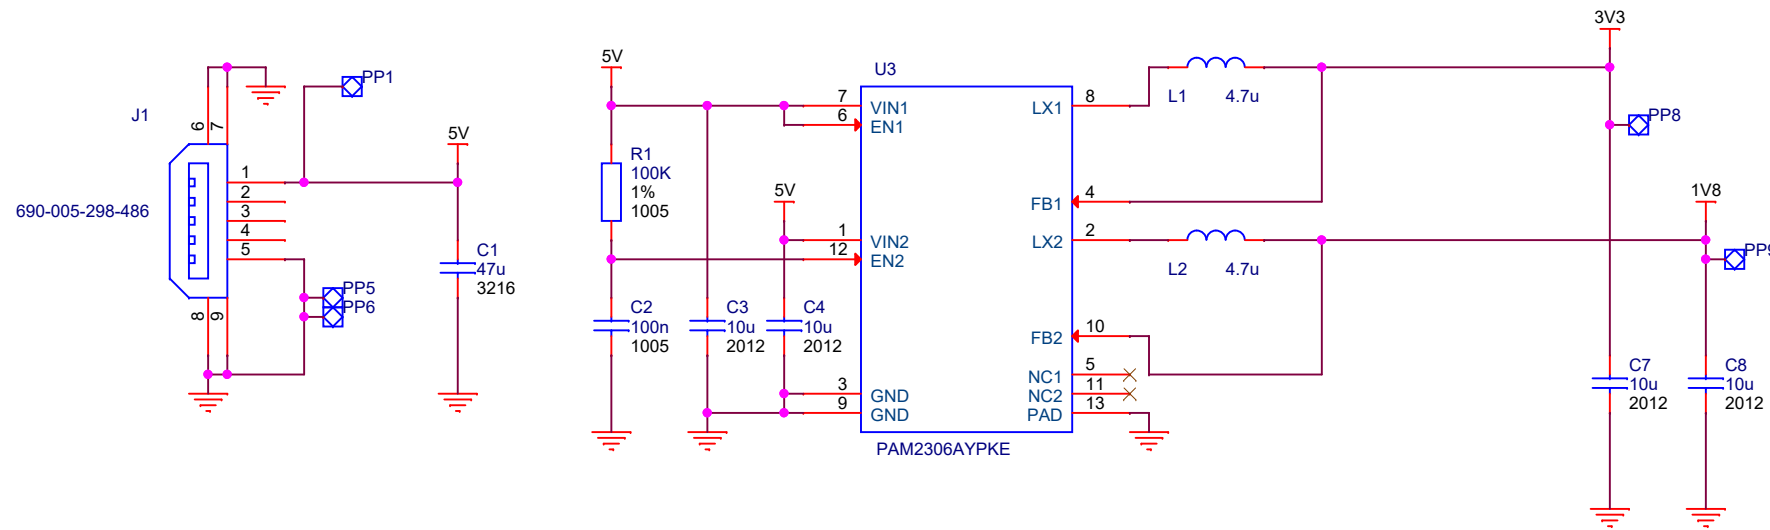 J1
690-005-298-486
6
7
1
2
3
4
5
8
9
PP1
5V
PP5
PP6
C1
47u
3216
5V
R1
100K
1%
1005
5V
C2
100n
1005
C3
10u
2012
C4
10u
2012
U3
7 VIN1
6 EN1
1 VIN2
12 EN2
3 GND
9 GND
LX1 8
FB1 4
LX2 2
FB2 10
NC1 5
NC2 11
PAD 13
PAM2306AYPKE
L1 4.7u
L2 4.7u
3V3
PP8
1V8
PP9
C7
10u
2012
C8
10u
2012